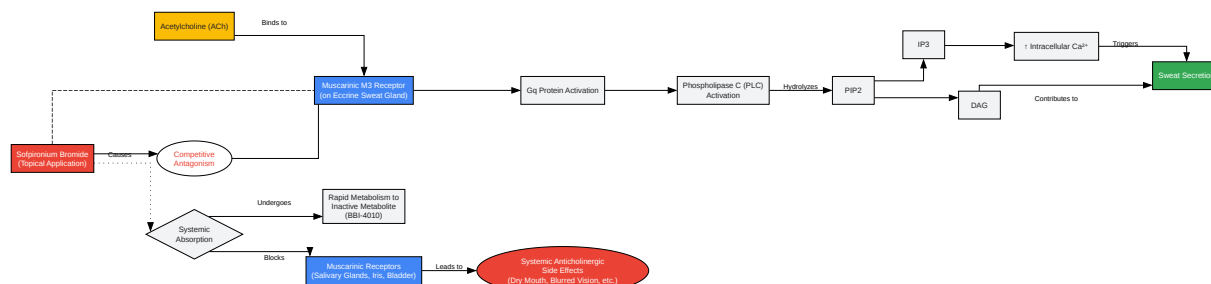 Acetylcholine (ACh)
Binds to
IP3
↑ Intracellular Ca²⁺
Triggers
Sweat Secretion
Muscarinic M3 Receptor
(on Eccrine Sweat Gland)
Gq Protein Activation
Phospholipase C (PLC)
Activation
Hydrolyzes
PIP2
DAG
Contributes to
Sofpironium Bromide
(Topical Application)
Causes
Competitive
Antagonism
Undergoes
Rapid Metabolism to
Inactive Metabolite
(BBI-4010)
Systemic
Absorption
Blocks
Muscarinic Receptors
(Salivary Glands, Iris, Bladder)
Leads to
Systemic Anticholinergic
Side Effects
(Dry Mouth, Blurred Vision, etc.)